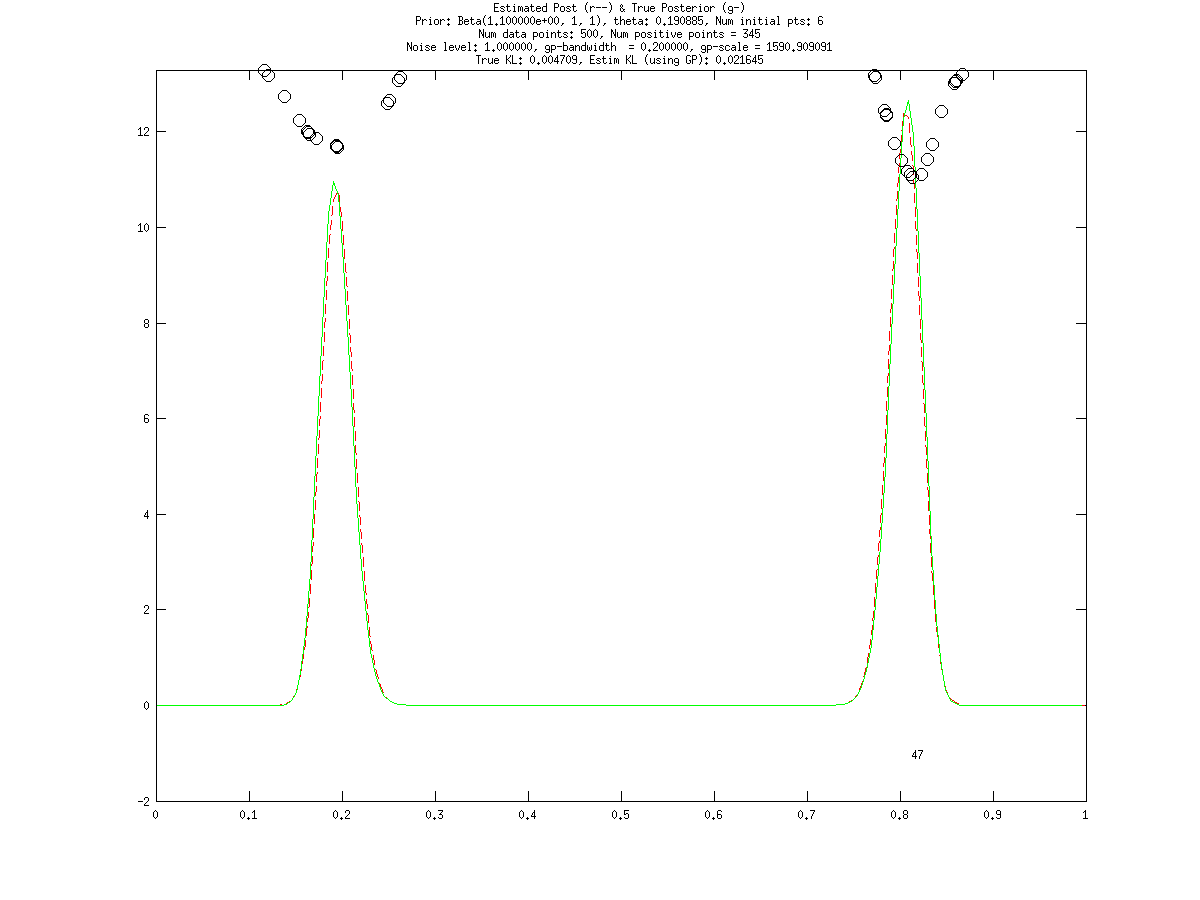 Estimated Post (r--) & True Posterior (g-)
Prior: Beta(1.100000e+00, 1, 1), theta: 0.190885, Num initial pts: 6
Num data points: 500, Num positive points = 345
Noise level: 1.000000, gp-bandwidth  = 0.200000, gp-scale = 1590.909091
True KL: 0.004709, Estim KL (using GP): 0.021645
12
10
8
6
4
2
0
47
-2
0 0.1 0.2 0.3 0.4 0.5 0.6 0.7 0.8 0.9 1